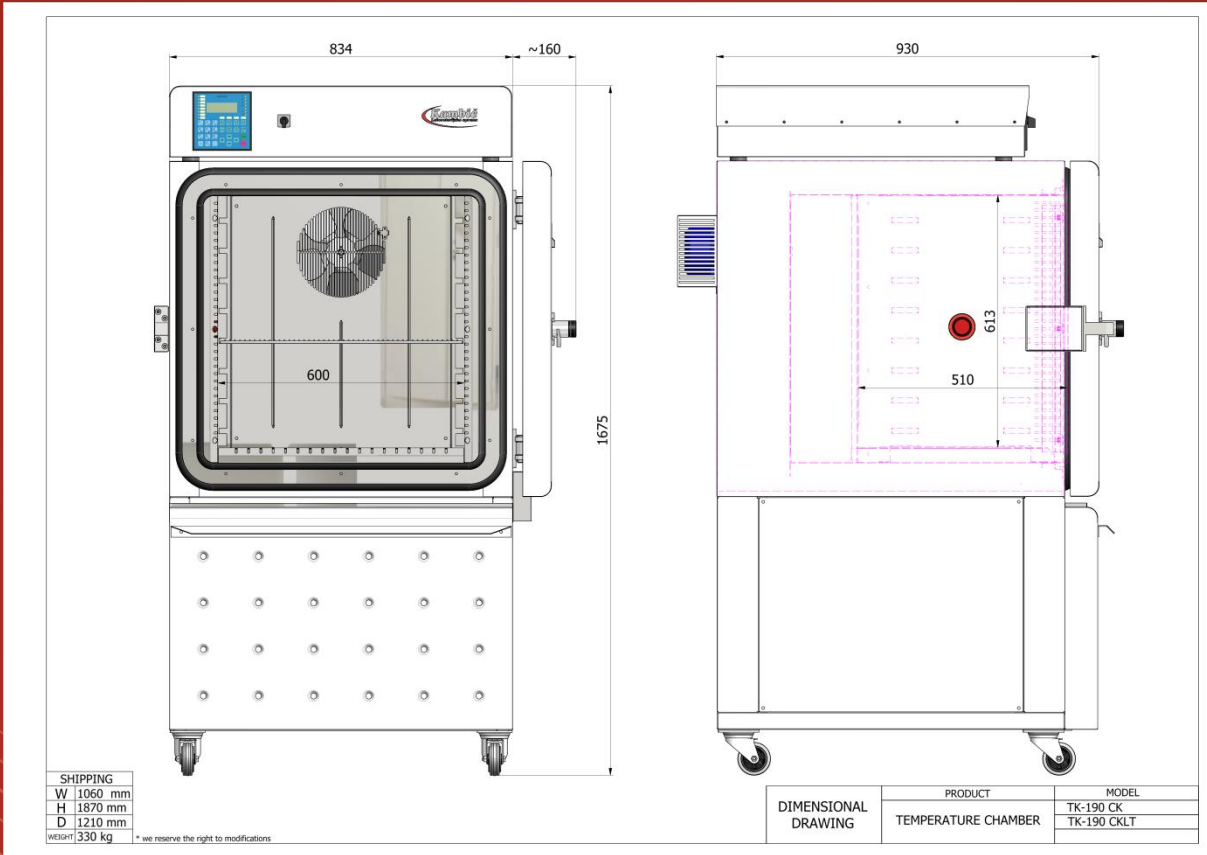 834
~160
930
Kambič
1675
600
613
510
SHIPPING
W 1060 mm
H 1870 mm
D 1210 mm
WEIGHT 330 kg
* we reserve the right to modifications
DIMENSIONAL
DRAWING
PRODUCT
TEMPERATURE CHAMBER
MODEL
TK-190 CK
TK-190 CKLT